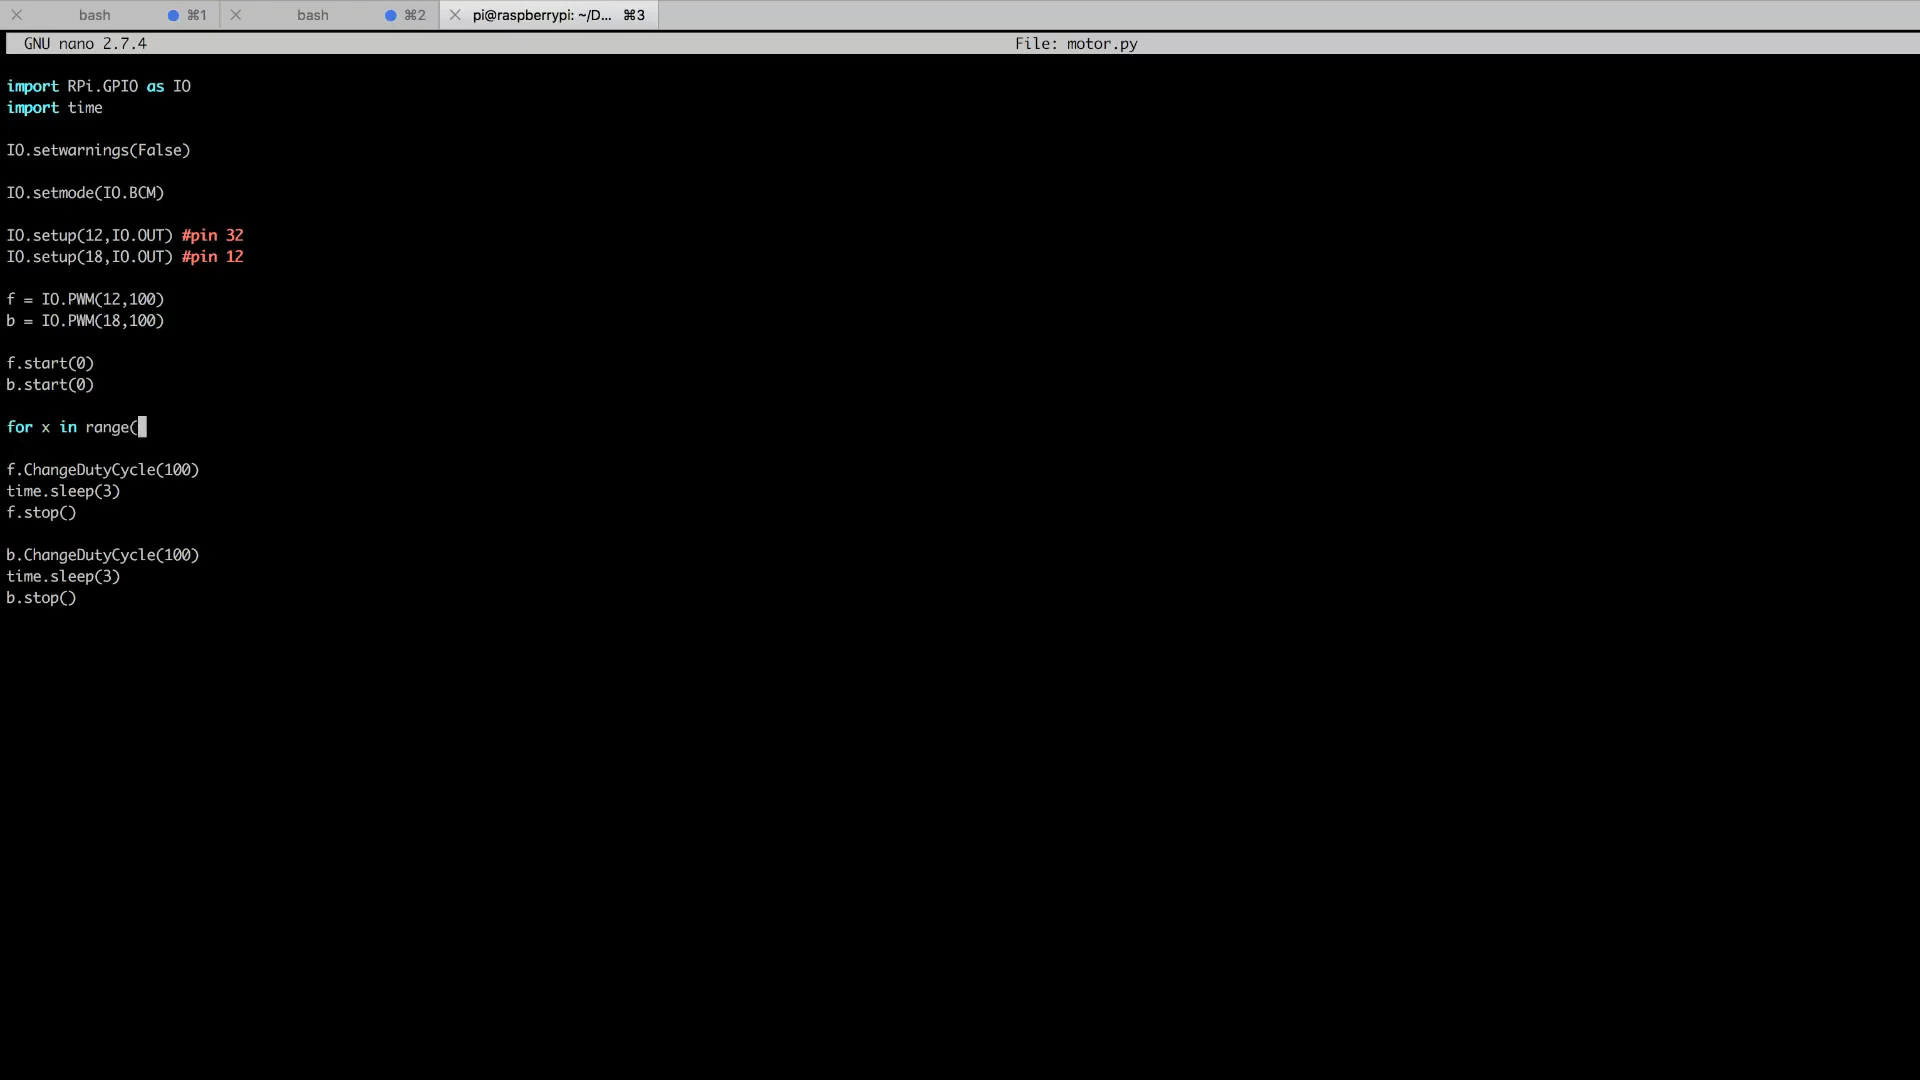 bash ⌘1 bash ⌘2 pi@raspberrypi: ~/D... ⌘3
GNU nano 2.7.4 File: motor.py
import RPi.GPIO as IO
import time
IO.setwarnings(False)
IO.setmode(IO.BCM)
IO.setup(12,IO.OUT) #pin 32
IO.setup(18,IO.OUT) #pin 12
f = IO.PWM(12,100)
b = IO.PWM(18,100)
f.start(0)
b.start(0)
for x in range(
f.ChangeDutyCycle(100)
time.sleep(3)
f.stop()
b.ChangeDutyCycle(100)
time.sleep(3)
b.stop()